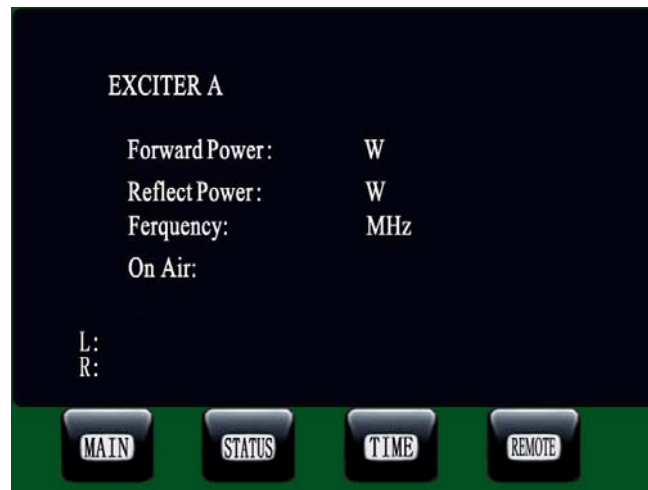 EXCITER A
Forward Power: W
Reflect Power: W
Ferquency: MHz
On Air:
L:
R:
MAIN STATUS TIME REMOTE